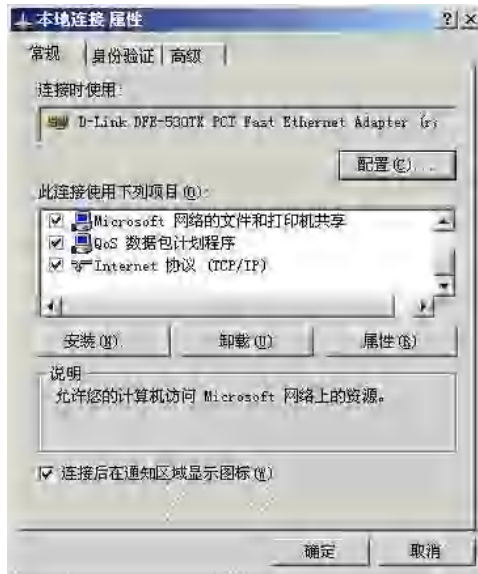 本地连接 属性
常规
身份验证
高级
连接时使用:
D-Link DFE-530TX PCI Fast Ethernet Adapter (r
配置(C)...
此连接使用下列项目(O):
Microsoft 网络的文件和打印机共享
QoS 数据包计划程序
Internet 协议 (TCP/IP)
安装(N)
卸载(U)
属性(R)
说明
允许您的计算机访问 Microsoft 网络上的资源。
连接后在通知区域显示图标(W)
确定
取消